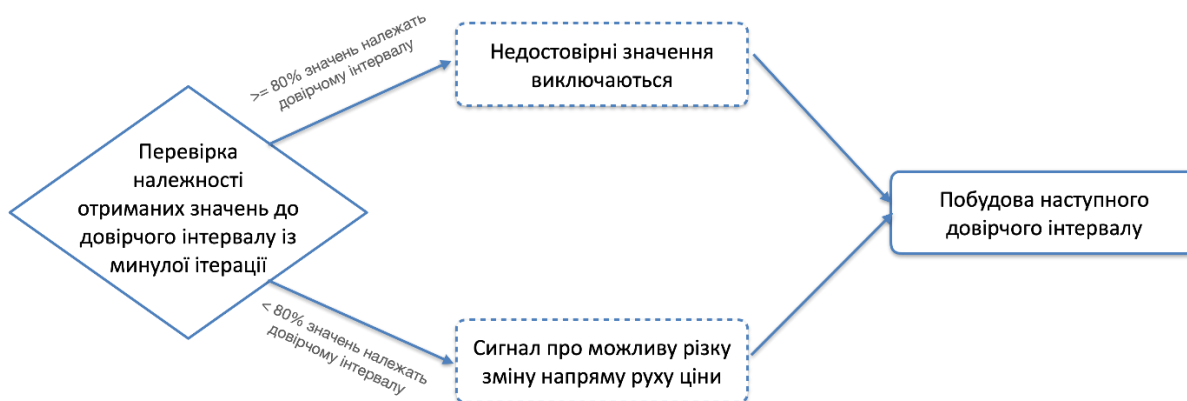 Перевірка
належності
отриманих значень до
довірчого інтервалу із
минулої ітерації
>= 80% значень належать
довірчому інтервалу
Недостовірні значення
виключаються
< 80% значень належать
довірчому інтервалу
Сигнал про можливу різку
зміну напряму руху ціни
Побудова наступного
довірчого інтервалу